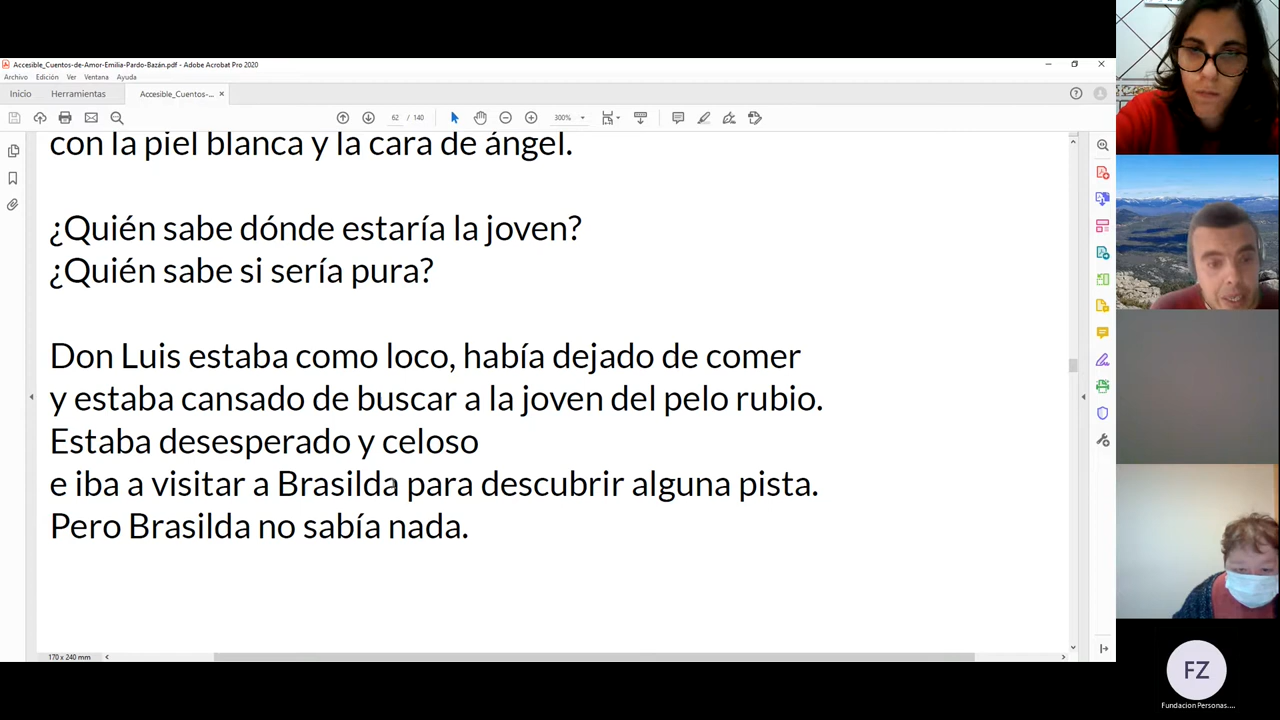 Accesible_Cuentos-de-Amor-Emilia-Pardo-Bazán.pdf - Adobe Acrobat Pro 2020
Archivo Edición Ver Ventana Ayuda
Inicio Herramientas Accesible_Cuentos-... ×
62 / 140 300%
con la piel blanca y la cara de ángel.
¿Quién sabe dónde estaría la joven?
¿Quién sabe si sería pura?
Don Luis estaba como loco, había dejado de comer
y estaba cansado de buscar a la joven del pelo rubio.
Estaba desesperado y celoso
e iba a visitar a Brasilda para descubrir alguna pista.
Pero Brasilda no sabía nada.
170 x 240 mm
FZ
Fundacion Personas....